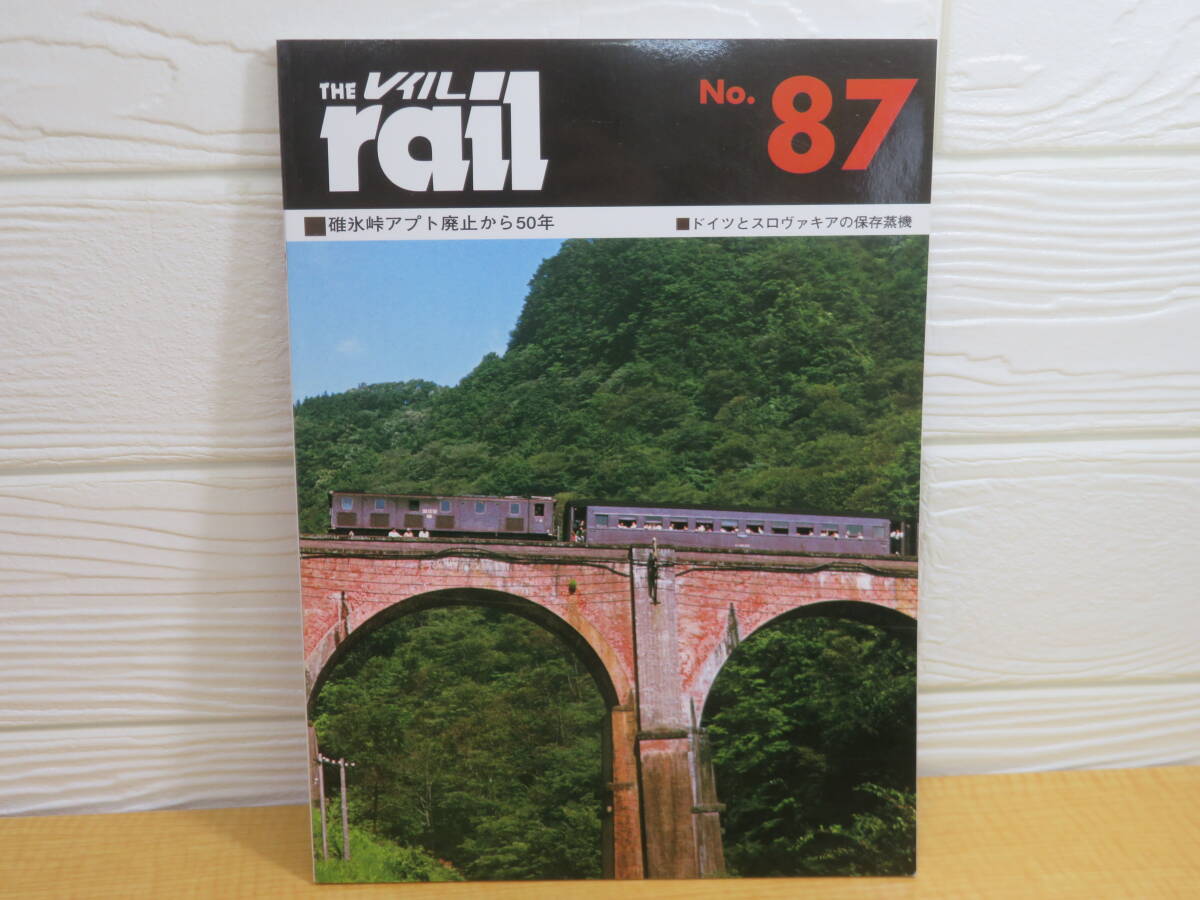 THE レイル
rail
No. 87
■碓氷峠アプト廃止から50年
■ドイツとスロヴァキアの保存蒸機